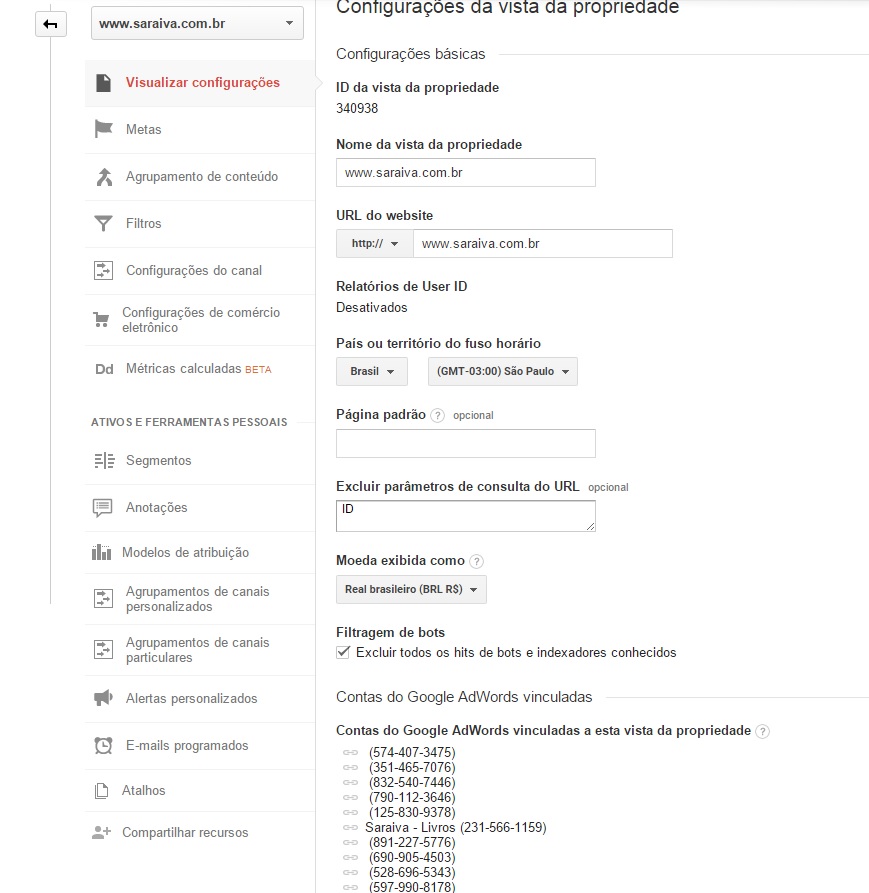 www.saraiva.com.br
Visualizar configurações
Metas
Agrupamento de conteúdo
Filtros
Configurações do canal
Configurações de comércio
eletrônico
Dd Métricas calculadas BETA
ATIVOS E FERRAMENTAS PESSOAIS
Segmentos
Anotações
Modelos de atribuição
Agrupamentos de canais
personalizados
Agrupamentos de canais
particulares
Alertas personalizados
E-mails programados
Atalhos
Compartilhar recursos
Configurações da vista da propriedade
Configurações básicas
ID da vista da propriedade
340938
Nome da vista da propriedade
www.saraiva.com.br
URL do website
http:// www.saraiva.com.br
Relatórios de User ID
Desativados
País ou território do fuso horário
Brasil (GMT-03:00) São Paulo
Página padrão ? opcional
Excluir parâmetros de consulta do URL opcional
ID
Moeda exibida como ?
Real brasileiro (BRL R$)
Filtragem de bots
Excluir todos os hits de bots e indexadores conhecidos
Contas do Google AdWords vinculadas
Contas do Google AdWords vinculadas a esta vista da propriedade ?
(574-407-3475)
(351-465-7076)
(832-540-7446)
(790-112-3646)
(125-830-9378)
Saraiva - Livros (231-566-1159)
(891-227-5776)
(690-905-4503)
(528-696-5343)
(597-990-8178)